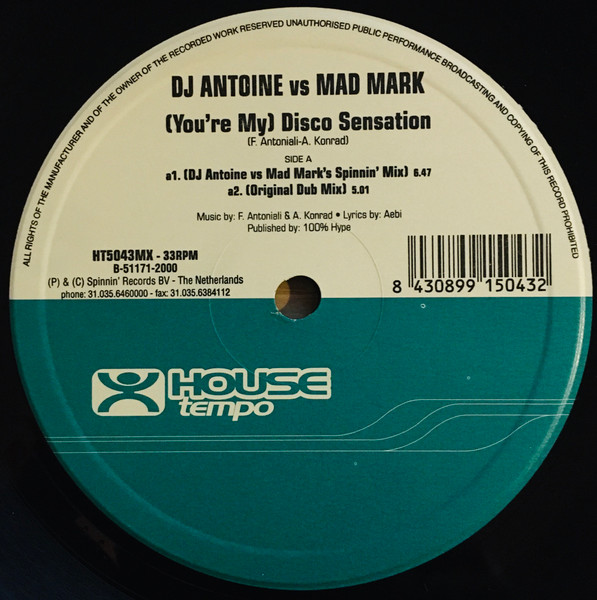 ALL RIGHTS OF THE MANUFACTURER AND OF THE OWNER OF THE RECORDED WORK RESERVED UNAUTHORISED PUBLIC PERFORMANCE BROADCASTING AND COPYING OF THIS RECORD PROHIBITED
DJ ANTOINE vs MAD MARK
(You're My) Disco Sensation
(F. Antoniali-A. Konrad)
SIDE A
a1. (DJ Antoine vs Mad Mark's Spinnin' Mix) 6.47
a2. (Original Dub Mix) 5.01
Music by: F. Antoniali & A. Konrad • Lyrics by: Aebi
Published by: 100% Hype
HT5043MX - 33RPM
B-51171-2000
(P) & (C) Spinnin' Records BV - The Netherlands
phone: 31.035.6460000 - fax: 31.035.6384112
8 430899 150432
HOUSE
tempo